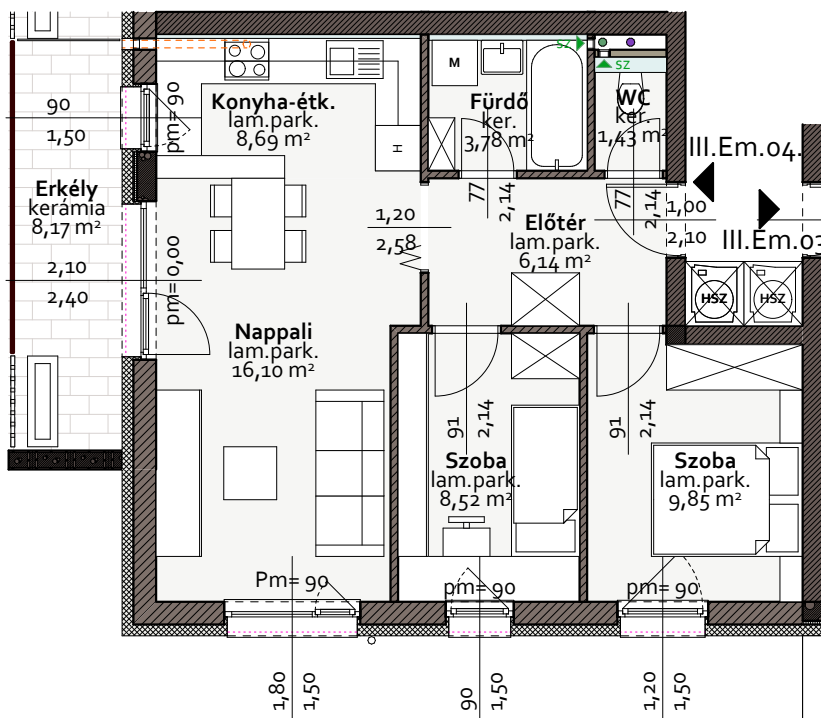 SZ
SZ
M
90
1,50
pm= 90
Konyha-étk.
lam.park.
8,69 m²
Fürdő
ker.
3,78 m²
WC
ker.
1,43 m²
H
III.Em.04.
Erkély
kerámia
8,17 m²
77
2,14
77
2,14
1,00
2,10
1,20
2,58
Előtér
lam.park.
6,14 m²
III.Em.03
2,10
2,40
pm= 0,00
HSZ
HSZ
Nappali
lam.park.
16,10 m²
91
2,14
91
2,14
Szoba
lam.park.
8,52 m²
Szoba
lam.park.
9,85 m²
Pm= 90
pm= 90
pm= 90
1,80
1,50
90
1,50
1,20
1,50